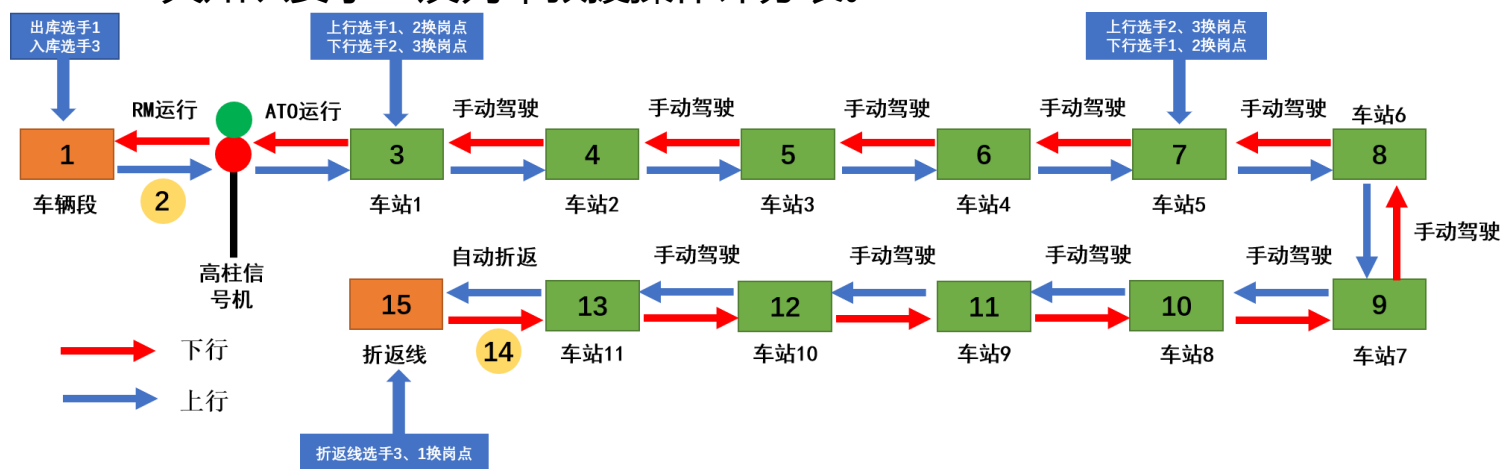 出库选手1
入库选手3
上行选手1、2换岗点
下行选手2、3换岗点
上行选手2、3换岗点
下行选手1、2换岗点
RM运行
ATO运行
手动驾驶
手动驾驶
手动驾驶
手动驾驶
手动驾驶
车站6
1
3
4
5
6
7
8
车辆段
2
车站1
车站2
车站3
车站4
车站5
手动驾驶
高柱信
号机
自动折返
手动驾驶
手动驾驶
手动驾驶
手动驾驶
15
13
12
11
10
9
下行
折返线
14
车站11
车站10
车站9
车站8
车站7
上行
折返线选手3、1换岗点